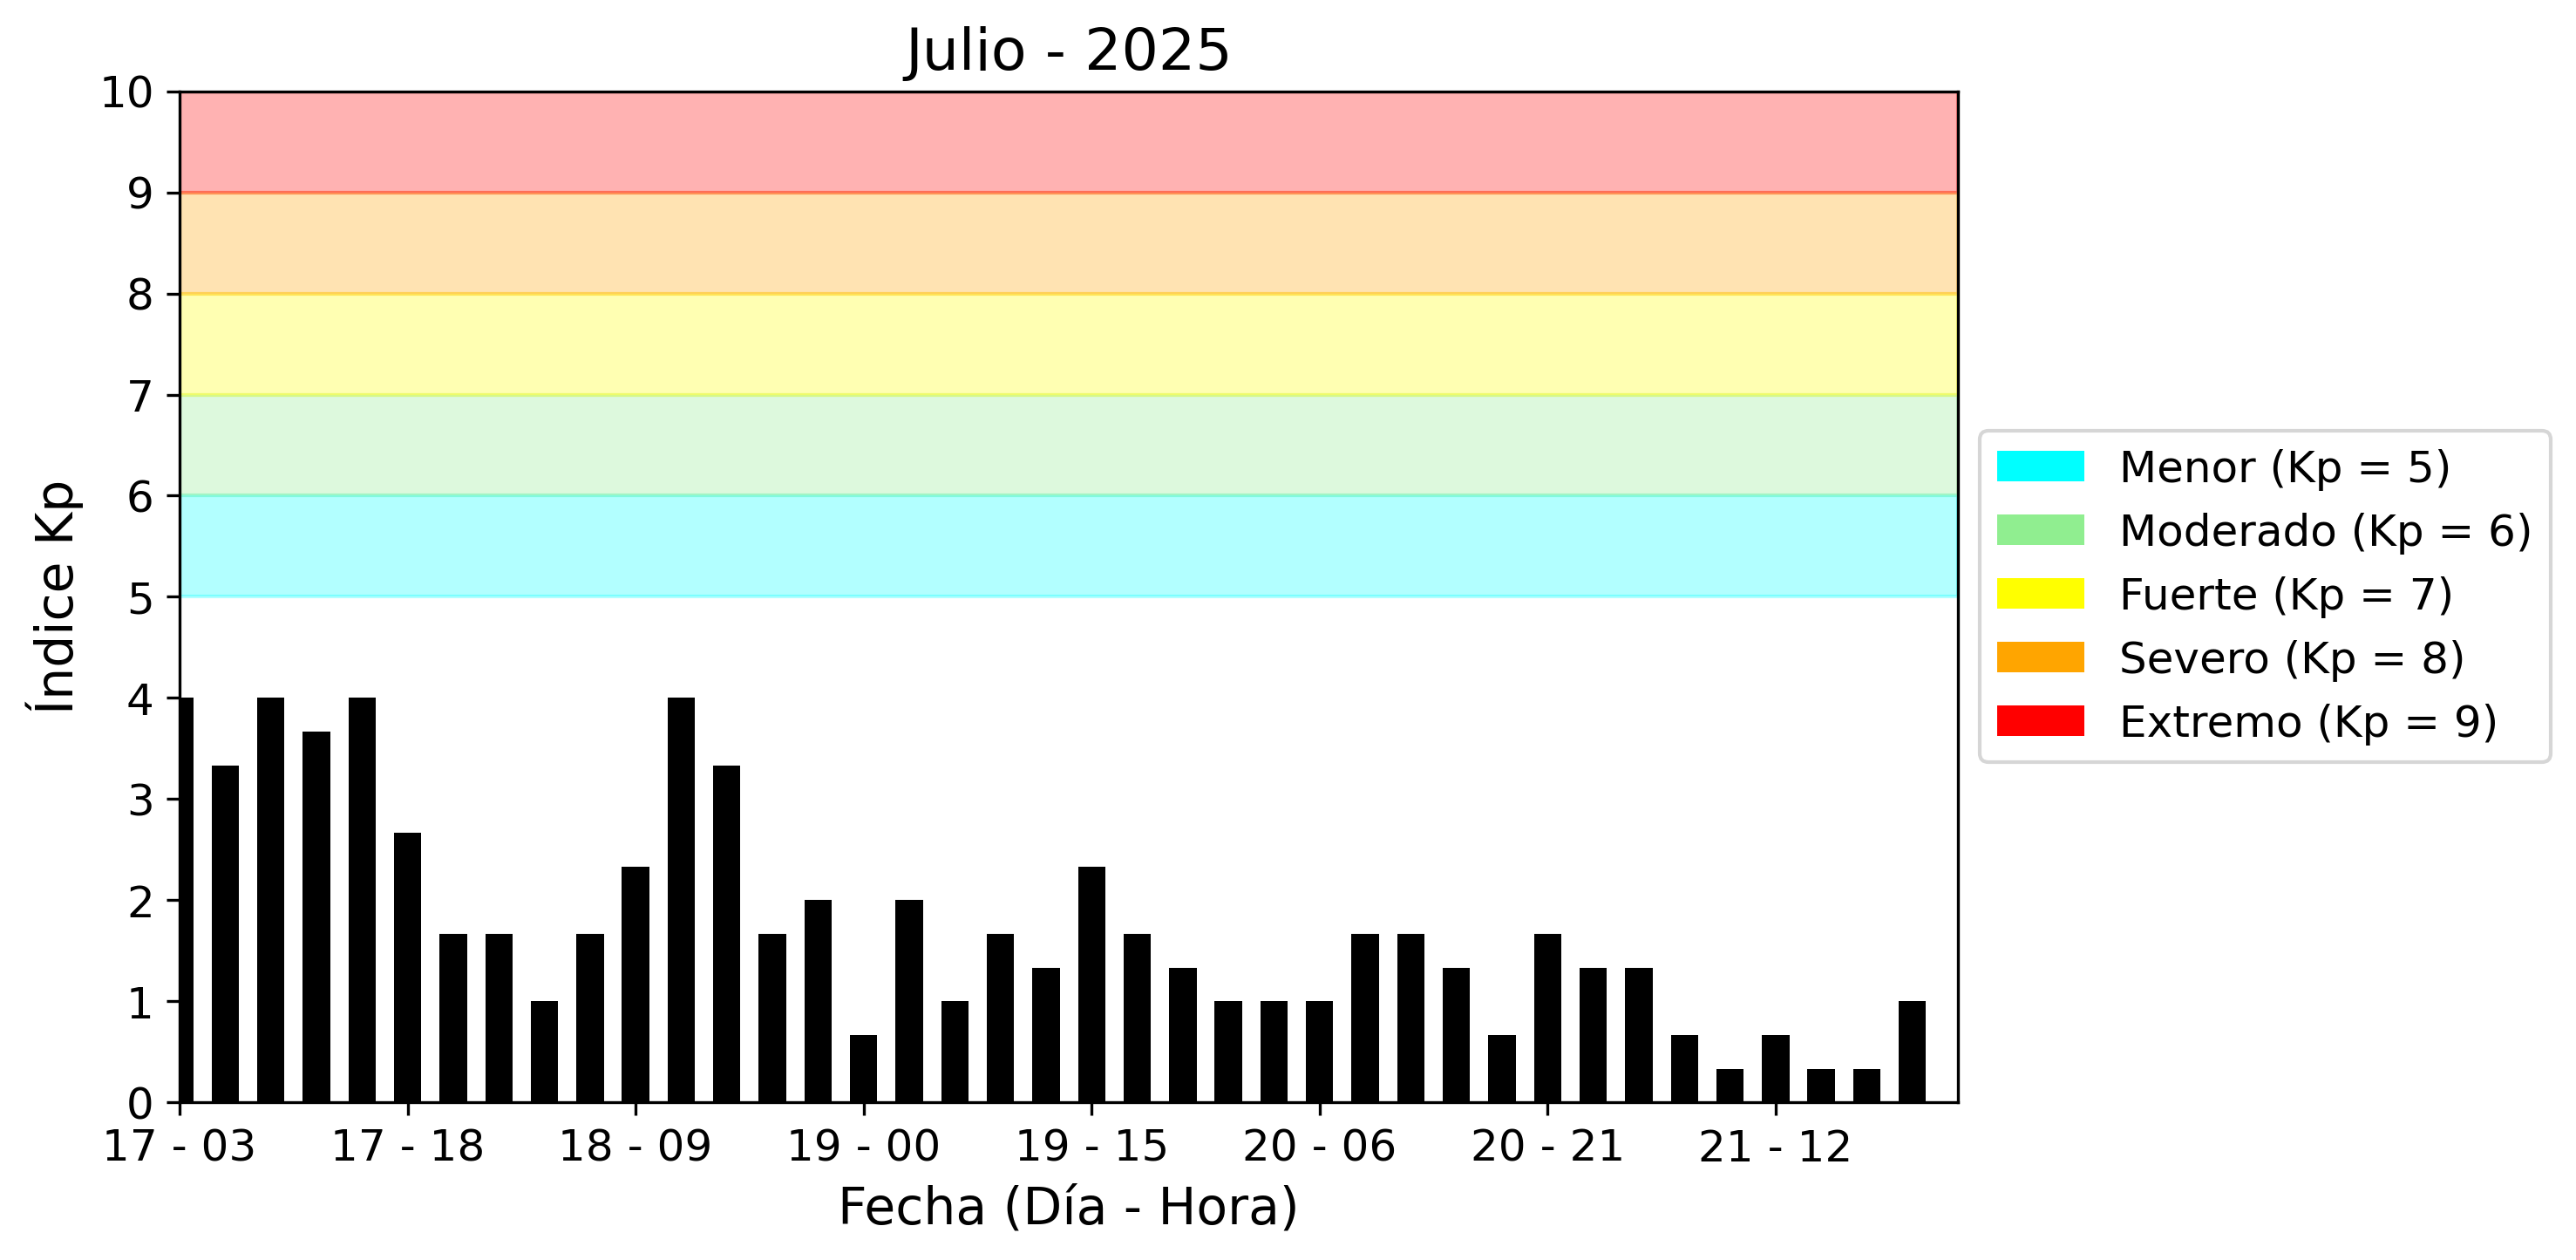 Julio - 2025
10
9
8
7
6
5
4
3
2
1
0
Índice Kp
17 - 03
17 - 18
18 - 09
19 - 00
19 - 15
20 - 06
20 - 21
21 - 12
Fecha (Día - Hora)
Menor (Kp = 5)
Moderado (Kp = 6)
Fuerte (Kp = 7)
Severo (Kp = 8)
Extremo (Kp = 9)